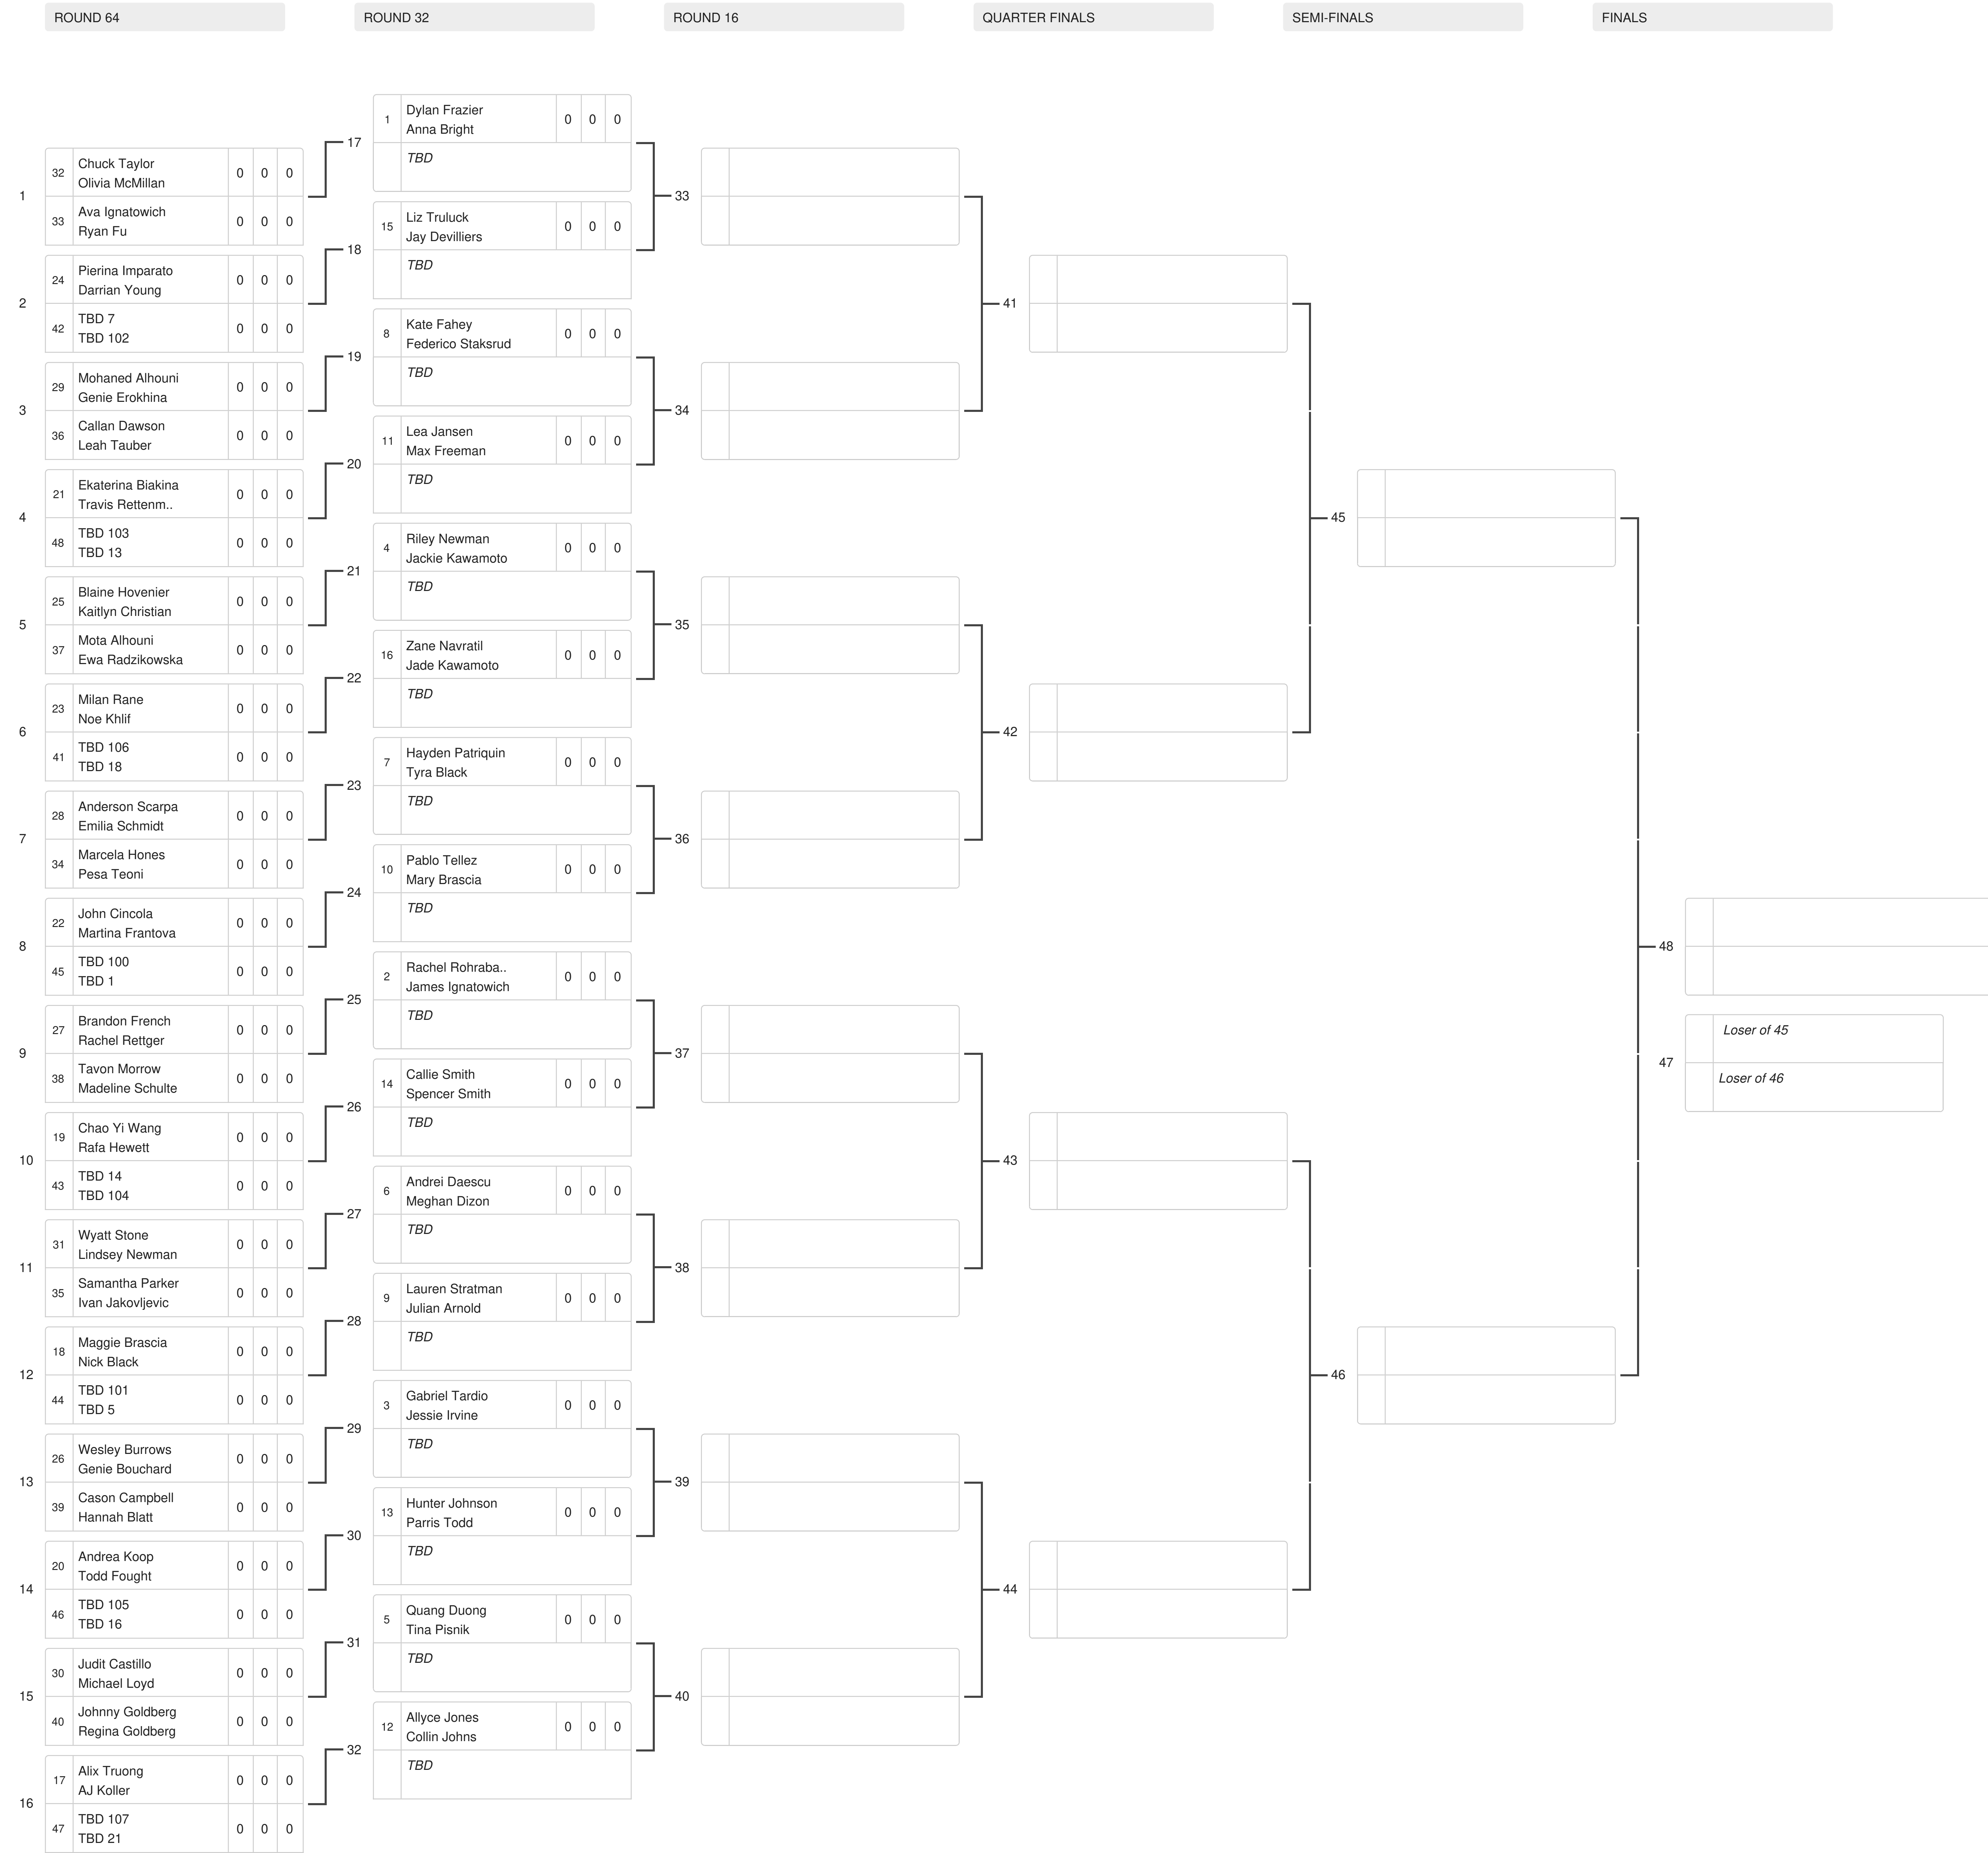 ROUND 64
ROUND 32
ROUND 16
QUARTER FINALS
SEMI-FINALS
FINALS
1
32
Chuck Taylor
Olivia McMillan
0 0 0
33
Ava Ignatowich
Ryan Fu
0 0 0
2
24
Pierina Imparato
Darrian Young
0 0 0
42
TBD 7
TBD 102
0 0 0
3
29
Mohaned Alhouni
Genie Erokhina
0 0 0
36
Callan Dawson
Leah Tauber
0 0 0
4
21
Ekaterina Biakina
Travis Rettenm..
0 0 0
48
TBD 103
TBD 13
0 0 0
5
25
Blaine Hovenier
Kaitlyn Christian
0 0 0
37
Mota Alhouni
Ewa Radzikowska
0 0 0
6
23
Milan Rane
Noe Khlif
0 0 0
41
TBD 106
TBD 18
0 0 0
7
28
Anderson Scarpa
Emilia Schmidt
0 0 0
34
Marcela Hones
Pesa Teoni
0 0 0
8
22
John Cincola
Martina Frantova
0 0 0
45
TBD 100
TBD 1
0 0 0
9
27
Brandon French
Rachel Rettger
0 0 0
38
Tavon Morrow
Madeline Schulte
0 0 0
10
19
Chao Yi Wang
Rafa Hewett
0 0 0
43
TBD 14
TBD 104
0 0 0
11
31
Wyatt Stone
Lindsey Newman
0 0 0
35
Samantha Parker
Ivan Jakovljevic
0 0 0
12
18
Maggie Brascia
Nick Black
0 0 0
44
TBD 101
TBD 5
0 0 0
13
26
Wesley Burrows
Genie Bouchard
0 0 0
39
Cason Campbell
Hannah Blatt
0 0 0
14
20
Andrea Koop
Todd Fought
0 0 0
46
TBD 105
TBD 16
0 0 0
15
30
Judit Castillo
Michael Loyd
0 0 0
40
Johnny Goldberg
Regina Goldberg
0 0 0
16
17
Alix Truong
AJ Koller
0 0 0
47
TBD 107
TBD 21
0 0 0
17
1
Dylan Frazier
Anna Bright
0 0 0
TBD
18
15
Liz Truluck
Jay Devilliers
0 0 0
TBD
19
8
Kate Fahey
Federico Staksrud
0 0 0
TBD
20
11
Lea Jansen
Max Freeman
0 0 0
TBD
21
4
Riley Newman
Jackie Kawamoto
0 0 0
TBD
22
16
Zane Navratil
Jade Kawamoto
0 0 0
TBD
23
7
Hayden Patriquin
Tyra Black
0 0 0
TBD
24
10
Pablo Tellez
Mary Brascia
0 0 0
TBD
25
2
Rachel Rohraba..
James Ignatowich
0 0 0
TBD
26
14
Callie Smith
Spencer Smith
0 0 0
TBD
27
6
Andrei Daescu
Meghan Dizon
0 0 0
TBD
28
9
Lauren Stratman
Julian Arnold
0 0 0
TBD
29
3
Gabriel Tardio
Jessie Irvine
0 0 0
TBD
30
13
Hunter Johnson
Parris Todd
0 0 0
TBD
31
5
Quang Duong
Tina Pisnik
0 0 0
TBD
32
12
Allyce Jones
Collin Johns
0 0 0
TBD
33
34
35
36
37
38
39
40
41
42
43
44
45
46
48
47
Loser of 45
Loser of 46